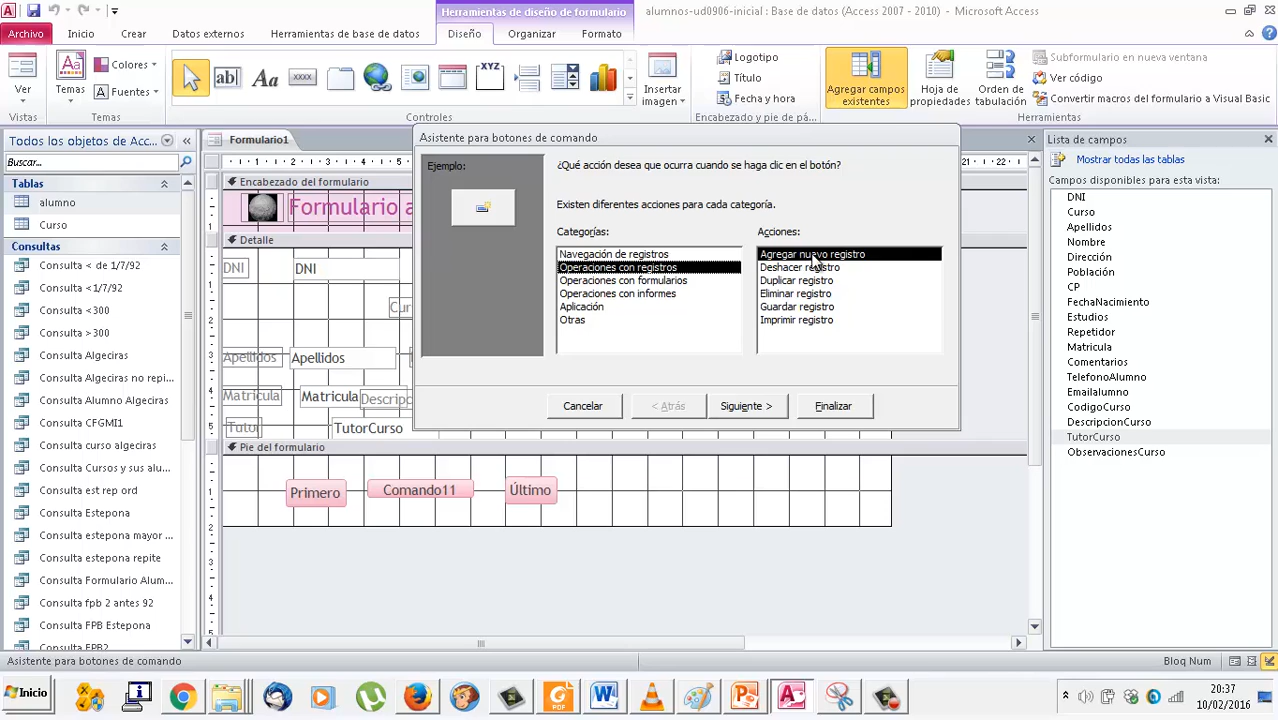 Herramientas de diseño de formulario
alumnos-ud0906-inicial : Base de datos (Access 2007 - 2010) - Microsoft Access
Archivo
Inicio
Crear
Datos externos
Herramientas de base de datos
Diseño
Organizar
Formato
Ver
Temas
Colores
Fuentes
ab|
Aa
xxxx
XYZ
Insertar imagen
Logotipo
Título
Fecha y hora
Agregar campos existentes
Hoja de propiedades
Orden de tabulación
Subformulario en nueva ventana
Ver código
Convertir macros del formulario a Visual Basic
Vistas
Temas
Controles
Encabezado y pie de pá...
Herramientas
Todos los objetos de Acc...
Buscar...
Tablas
alumno
Curso
Consultas
Consulta < de 1/7/92
Consulta <1/7/92
Consulta <300
Consulta >300
Consulta Algeciras
Consulta Algeciras no repi...
Consulta Alumno Algeciras
Consulta CFGMI1
Consulta curso algeciras
Consulta Cursos y sus alu...
Consulta est rep ord
Consulta Estepona
Consulta estepona mayor ...
Consulta estepona repite
Consulta Formulario Alum...
Consulta fpb 2 antes 92
Consulta FPB Estepona
Consulta FPB2
Formulario1
Encabezado del formulario
Formulario a
Detalle
DNI
DNI
Cur
Apellidos
Apellidos
Matricula
Matricula
Descripc
Tutor
TutorCurso
Pie del formulario
Primero
Comando11
Último
Asistente para botones de comando
Ejemplo:
¿Qué acción desea que ocurra cuando se haga clic en el botón?
Existen diferentes acciones para cada categoría.
Categorías:
Navegación de registros
Operaciones con registros
Operaciones con formularios
Operaciones con informes
Aplicación
Otras
Acciones:
Agregar nuevo registro
Deshacer registro
Duplicar registro
Eliminar registro
Guardar registro
Imprimir registro
Cancelar
< Atrás
Siguiente >
Finalizar
Lista de campos
Mostrar todas las tablas
Campos disponibles para esta vista:
DNI
Curso
Apellidos
Nombre
Dirección
Población
CP
FechaNacimiento
Estudios
Repetidor
Matricula
Comentarios
TelefonoAlumno
Emailalumno
CodigoCurso
DescripcionCurso
TutorCurso
ObservacionesCurso
Asistente para botones de comando
Bloq Num
Inicio
20:37
10/02/2016